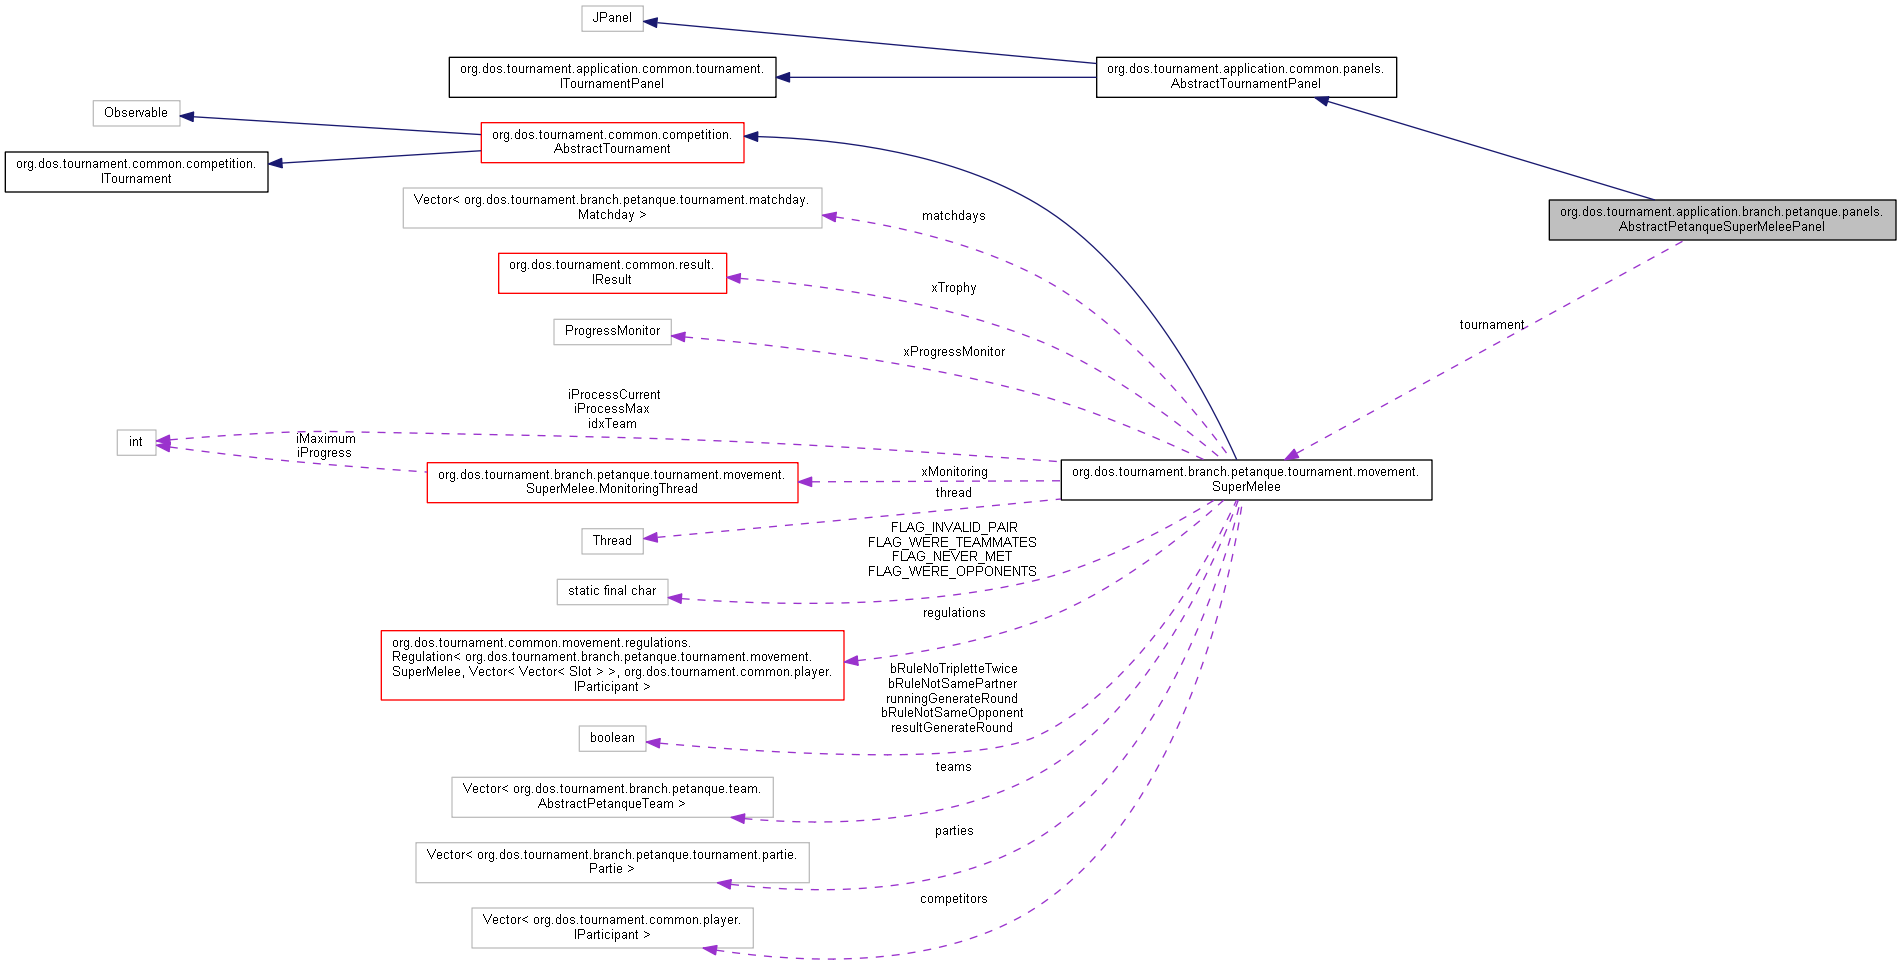 JPanel
org.dos.tournament.application.common.tournament.
ITournamentPanel
org.dos.tournament.application.common.panels.
AbstractTournamentPanel
Observable
org.dos.tournament.common.competition.
AbstractTournament
org.dos.tournament.common.competition.
ITournament
Vector< org.dos.tournament.branch.petanque.tournament.matchday.
Matchday >
matchdays
org.dos.tournament.application.branch.petanque.panels.
AbstractPetanqueSuperMeleePanel
org.dos.tournament.common.result.
IResult
xTrophy
ProgressMonitor
xProgressMonitor
tournament
iProcessCurrent
iProcessMax
idxTeam
int
iMaximum
iProgress
org.dos.tournament.branch.petanque.tournament.movement.
SuperMelee.MonitoringThread
xMonitoring
thread
org.dos.tournament.branch.petanque.tournament.movement.
SuperMelee
Thread
FLAG_INVALID_PAIR
FLAG_WERE_TEAMMATES
FLAG_NEVER_MET
FLAG_WERE_OPPONENTS
static final char
regulations
org.dos.tournament.common.movement.regulations.
Regulation< org.dos.tournament.branch.petanque.tournament.movement.
SuperMelee, Vector< Vector< Slot > >, org.dos.tournament.common.player.
IParticipant >
bRuleNoTripletteTwice
bRuleNotSamePartner
runningGenerateRound
bRuleNotSameOpponent
resultGenerateRound
boolean
teams
Vector< org.dos.tournament.branch.petanque.team.
AbstractPetanqueTeam >
parties
Vector< org.dos.tournament.branch.petanque.tournament.partie.
Partie >
competitors
Vector< org.dos.tournament.common.player.
IParticipant >